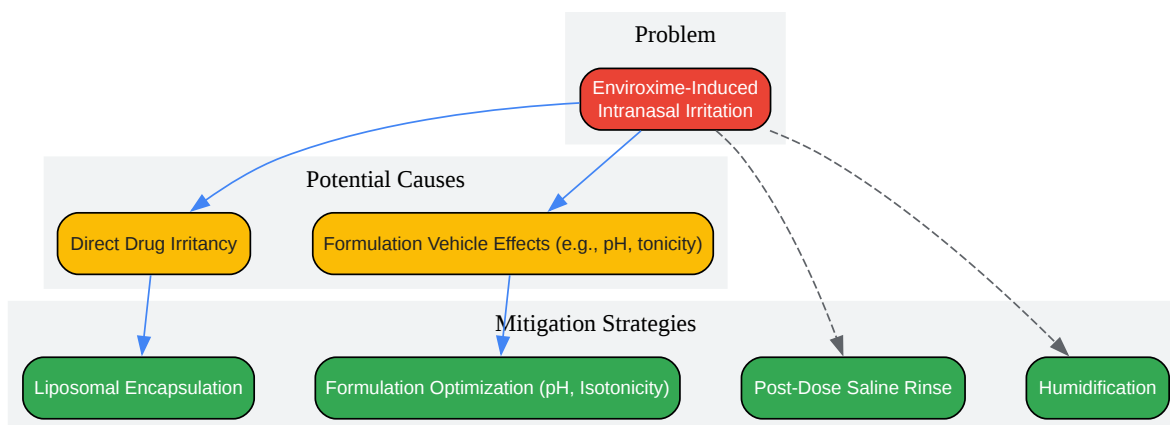 Problem
Enviroxime-Induced
Intranasal Irritation
Potential Causes
Direct Drug Irritancy
Formulation Vehicle Effects (e.g., pH, tonicity)
Mitigation Strategies
Liposomal Encapsulation
Formulation Optimization (pH, Isotonicity)
Post-Dose Saline Rinse
Humidification